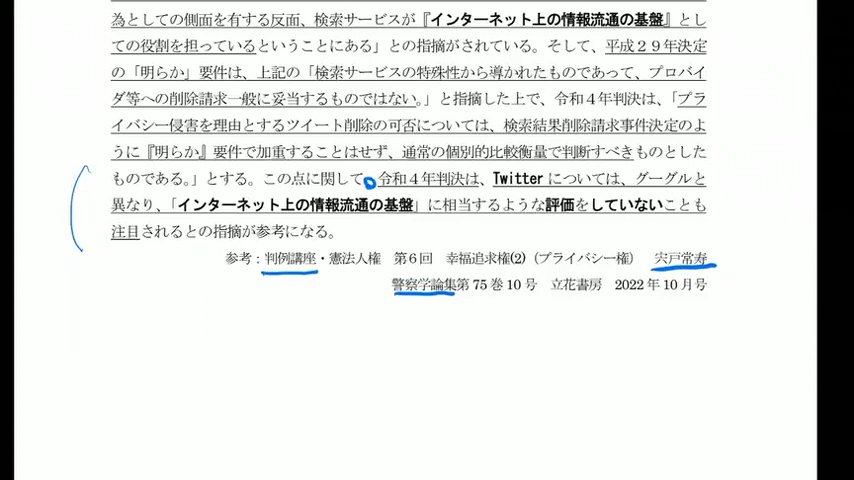 為としての側面を有する反面、検索サービスが『インターネット上の情報流通の基盤』とし
ての役割を担っているということにある」との指摘がされている。そして、平成２９年決定
の「明らか」要件は、上記の「検索サービスの特殊性から導かれたものであって、プロバイ
ダ等への削除請求一般に妥当するものではない。」と指摘した上で、令和４年判決は、「プラ
イバシー侵害を理由とするツイート削除の可否については、検索結果削除請求事件決定のよ
うに『明らか』要件で加重することはせず、通常の個別的比較衡量で判断すべきものとした
ものである。」とする。この点に関して、令和４年判決は、Twitter については、グーグルと
異なり、「インターネット上の情報流通の基盤」に相当するような評価をしていないことも
注目されるとの指摘が参考になる。
参考：判例講座・憲法人権　第６回　幸福追求権(2)（プライバシー権）　宍戸常寿
警察学論集第 75 巻 10 号　立花書房　2022 年 10 月号